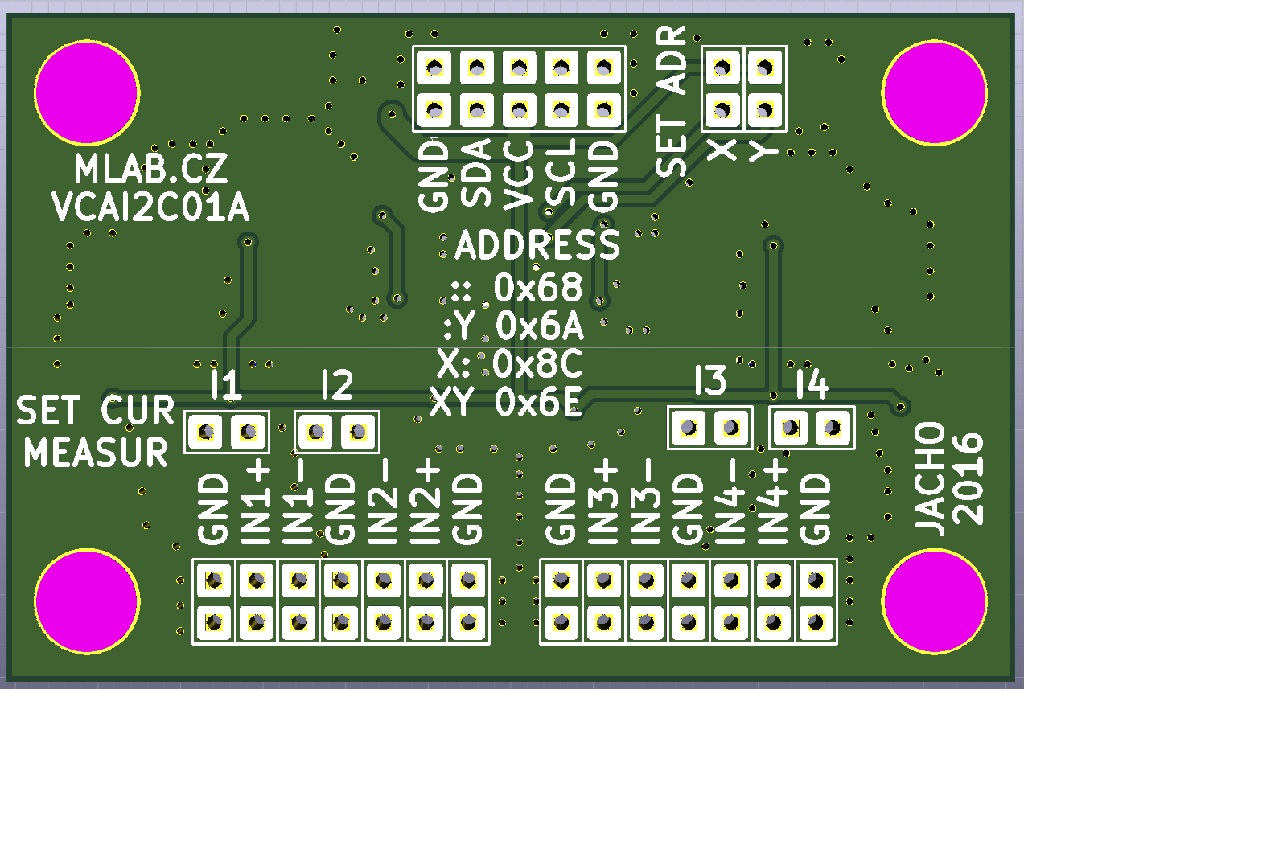 SET ADR
X
Y
GND
SDA
VCC
SCL
GND
MLAB.CZ
VCAI2C01A
ADDRESS
:: 0x68
:Y 0x6A
X: 0x8C
XY 0x6E
I1
I2
I3
I4
SET CUR
MEASUR
GND
IN1+
IN1-
GND
IN2-
IN2+
GND
GND
IN3+
IN3-
GND
IN4-
IN4+
GND
JACHO
2016